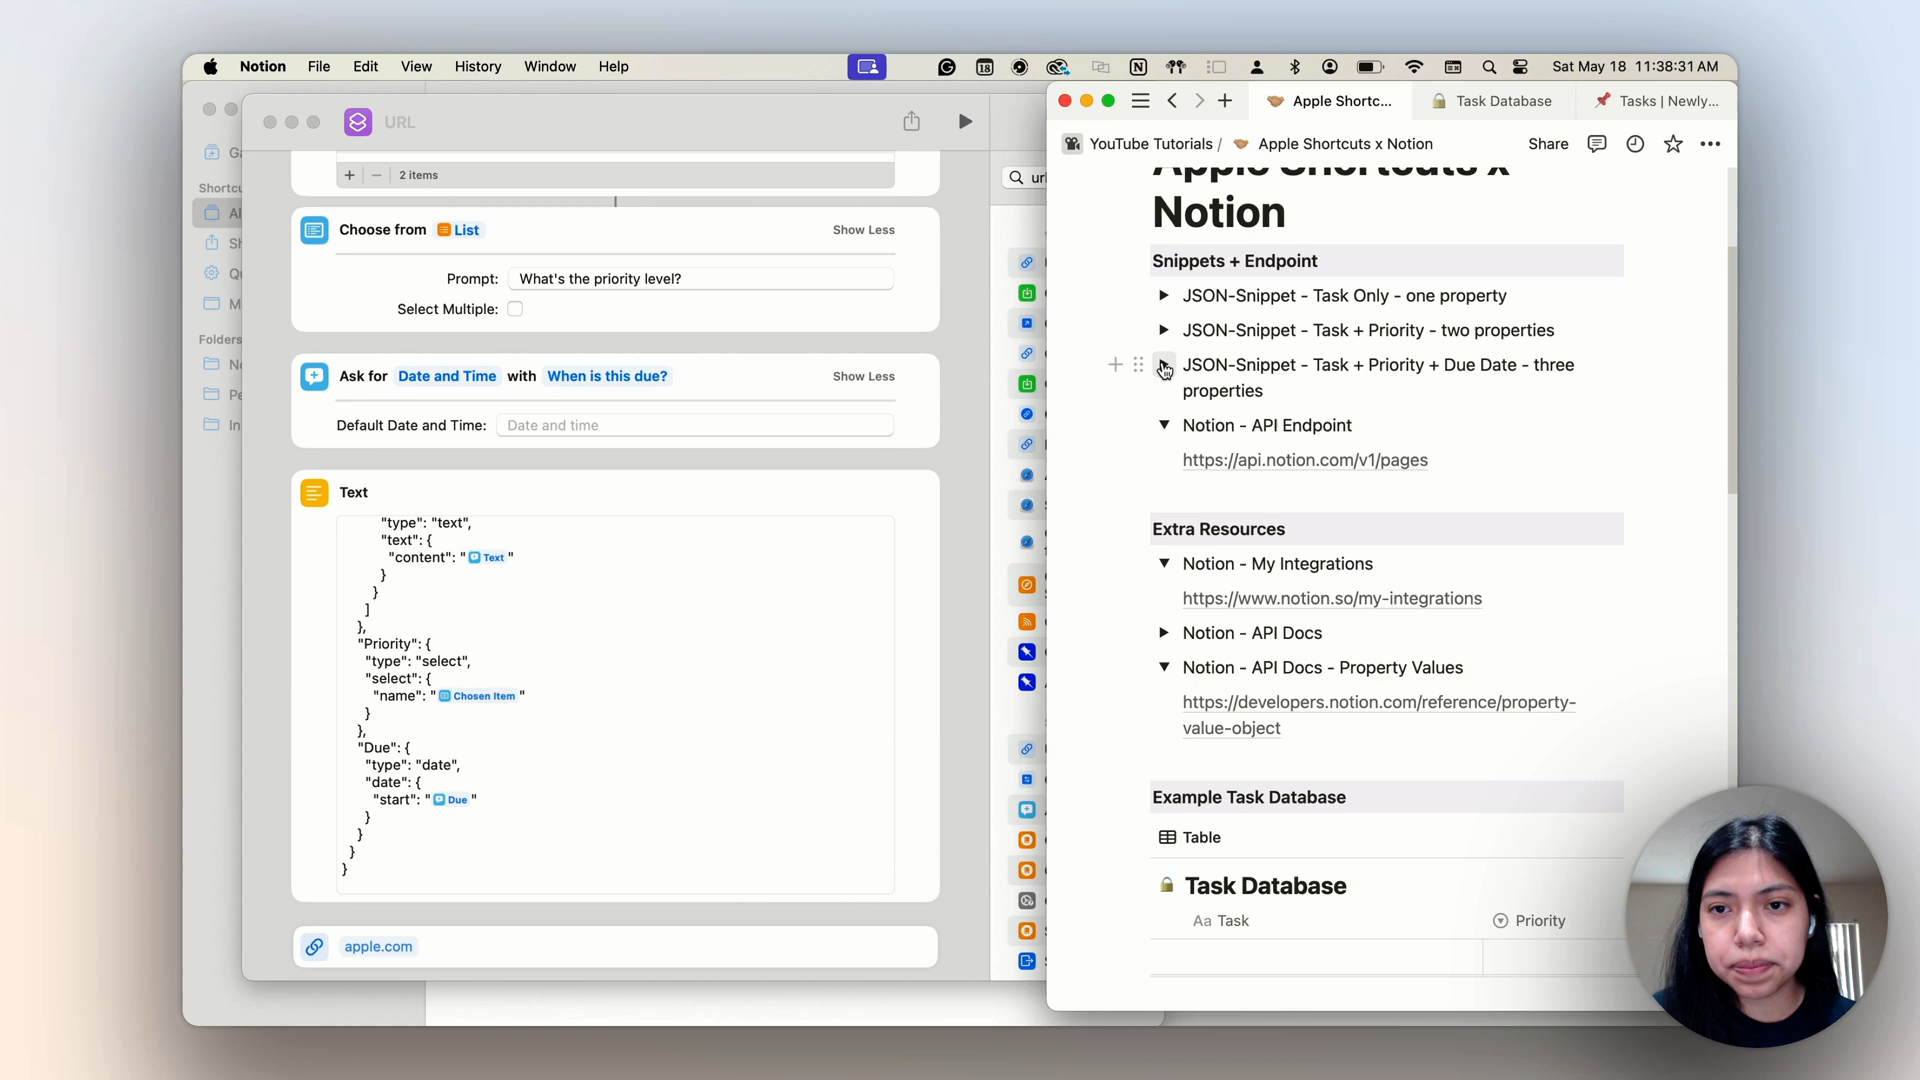 Notion File Edit View History Window Help
18
Sat May 18 11:38:31 AM
URL
Shortcu
Folders
2 items
Choose from List
Show Less
Prompt: What's the priority level?
Select Multiple:
Ask for Date and Time with When is this due?
Show Less
Default Date and Time: Date and time
Text
"type": "text",
"text": {
"content": " Text "
}
}
]
},
"Priority": {
"type": "select",
"select": {
"name": " Chosen Item "
}
},
"Due": {
"type": "date",
"date": {
"start": " Due "
}
}
}
}
apple.com
Apple Shortc...
Task Database
Tasks | Newly...
YouTube Tutorials / Apple Shortcuts x Notion
Share
Apple Shortcuts x
Notion
Snippets + Endpoint
JSON-Snippet - Task Only - one property
JSON-Snippet - Task + Priority - two properties
JSON-Snippet - Task + Priority + Due Date - three
properties
Notion - API Endpoint
https://api.notion.com/v1/pages
Extra Resources
Notion - My Integrations
https://www.notion.so/my-integrations
Notion - API Docs
Notion - API Docs - Property Values
https://developers.notion.com/reference/property-
value-object
Example Task Database
Table
Task Database
Aa Task
Priority